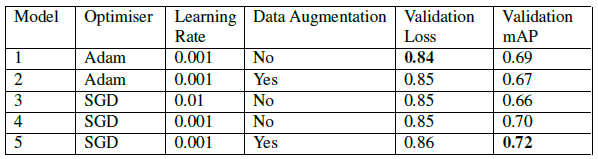 Model Optimiser Learning Rate Data Augmentation Validation Loss Validation mAP
1 Adam 0.001 No 0.84 0.69
2 Adam 0.001 Yes 0.85 0.67
3 SGD 0.01 No 0.85 0.66
4 SGD 0.001 No 0.85 0.70
5 SGD 0.001 Yes 0.86 0.72